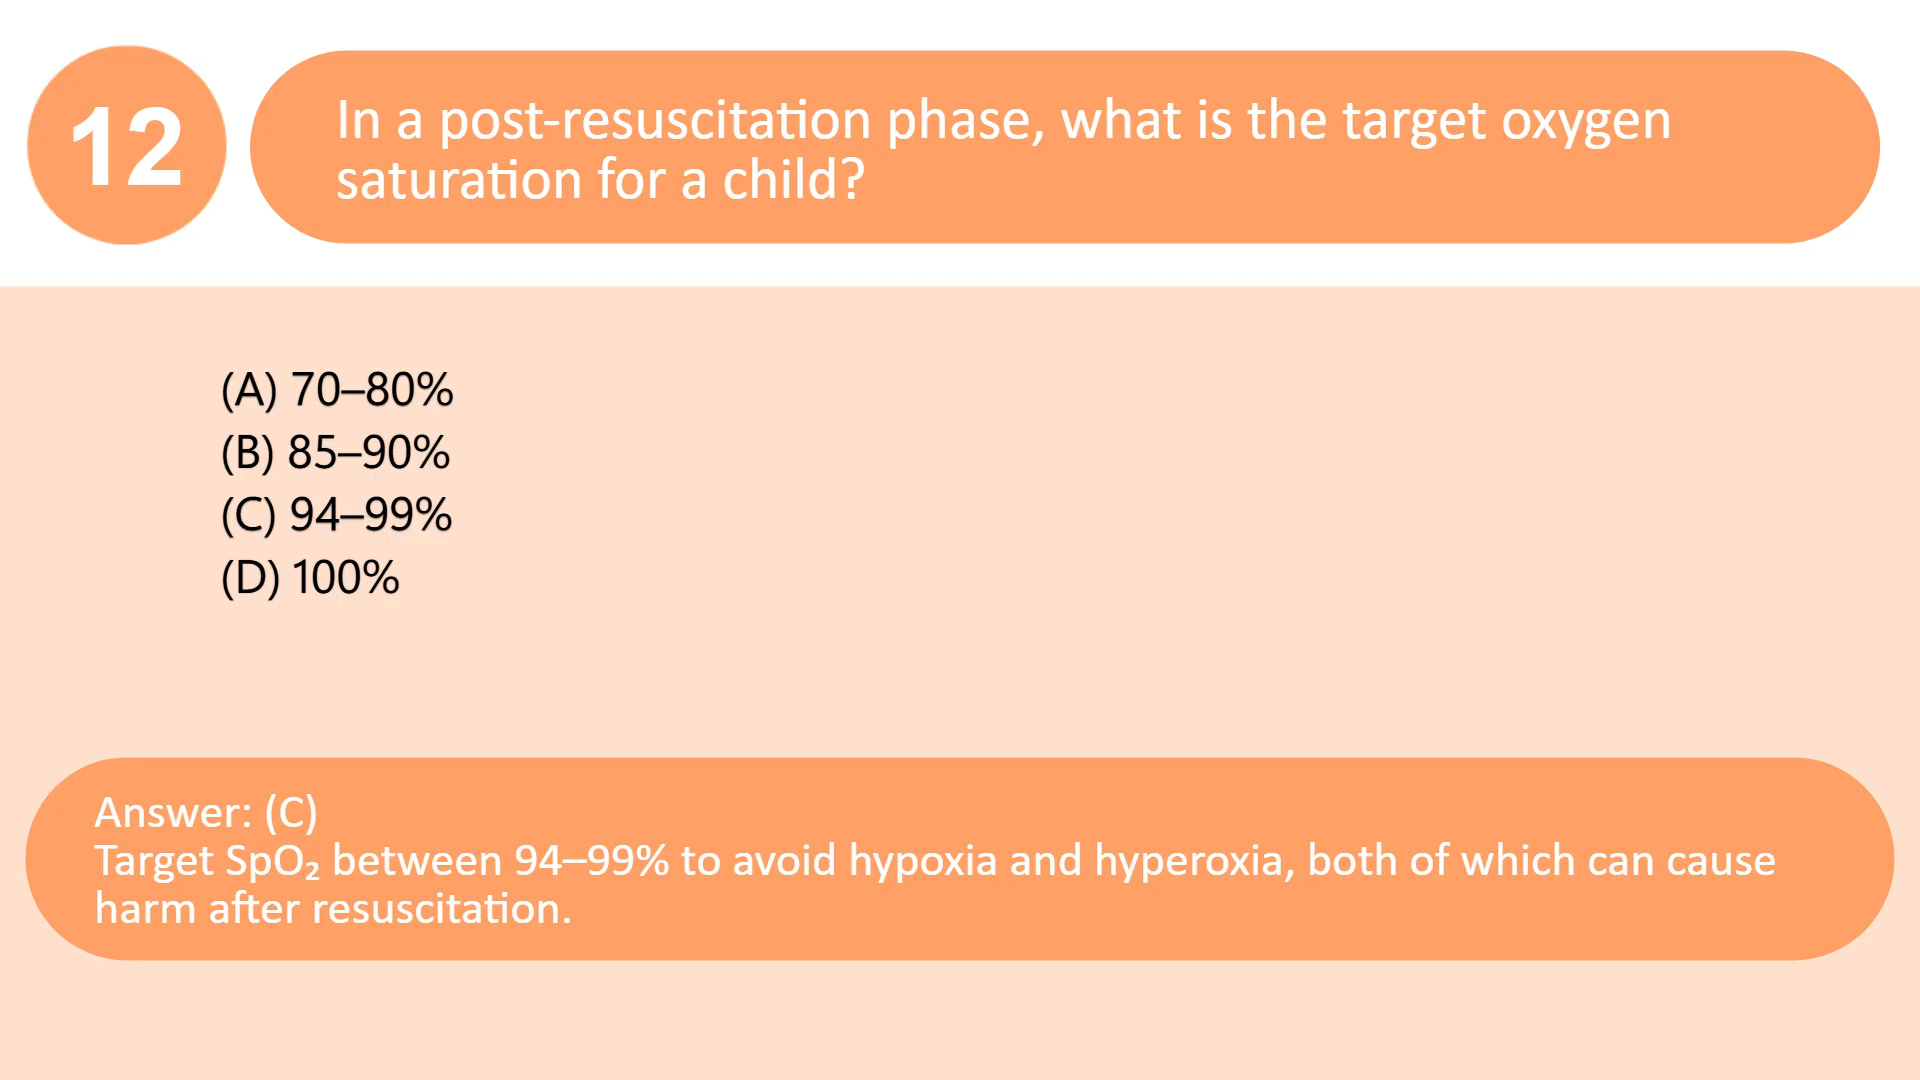 12
In a post-resuscitation phase, what is the target oxygen
saturation for a child?
(A) 70–80%
(B) 85–90%
(C) 94–99%
(D) 100%
Answer: (C)
Target SpO₂ between 94–99% to avoid hypoxia and hyperoxia, both of which can cause
harm after resuscitation.